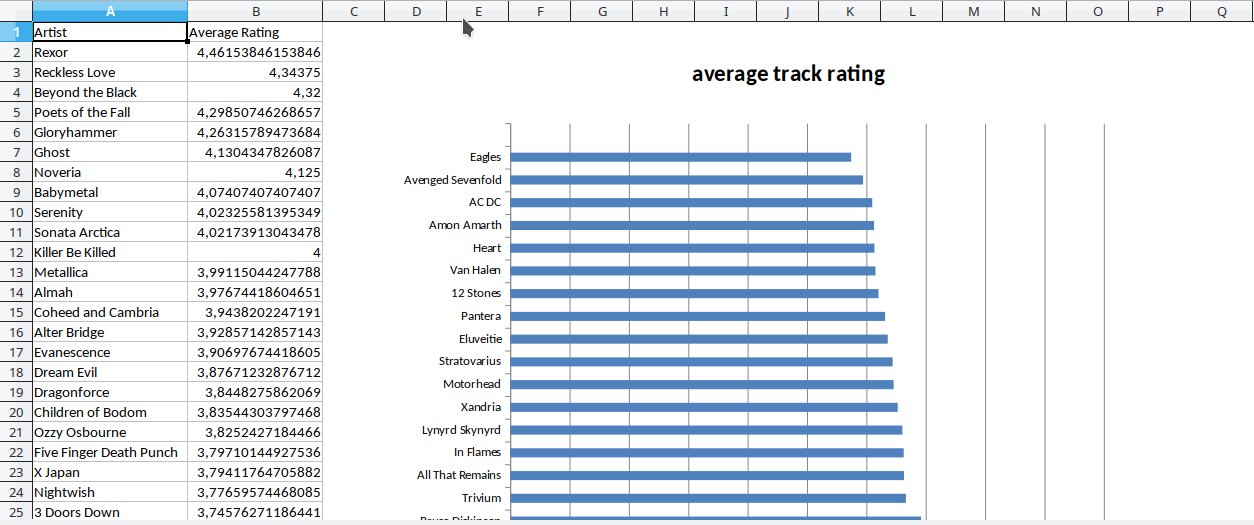 A B C D E F G H I J K L M N O P Q
1 Artist Average Rating
2 Rexor 4,46153846153846
3 Reckless Love 4,34375
4 Beyond the Black 4,32
5 Poets of the Fall 4,29850746268657
6 Gloryhammer 4,26315789473684
7 Ghost 4,1304347826087
8 Noveria 4,125
9 Babymetal 4,07407407407407
10 Serenity 4,02325581395349
11 Sonata Arctica 4,02173913043478
12 Killer Be Killed 4
13 Metallica 3,99115044247788
14 Almah 3,97674418604651
15 Coheed and Cambria 3,9438202247191
16 Alter Bridge 3,92857142857143
17 Evanescence 3,90697674418605
18 Dream Evil 3,87671232876712
19 Dragonforce 3,8448275862069
20 Children of Bodom 3,83544303797468
21 Ozzy Osbourne 3,8252427184466
22 Five Finger Death Punch 3,79710144927536
23 X Japan 3,79411764705882
24 Nightwish 3,77659574468085
25 3 Doors Down 3,74576271186441
average track rating
Eagles
Avenged Sevenfold
AC DC
Amon Amarth
Heart
Van Halen
12 Stones
Pantera
Eluveitie
Stratovarius
Motorhead
Xandria
Lynyrd Skynyrd
In Flames
All That Remains
Trivium
Bruce Dickinson